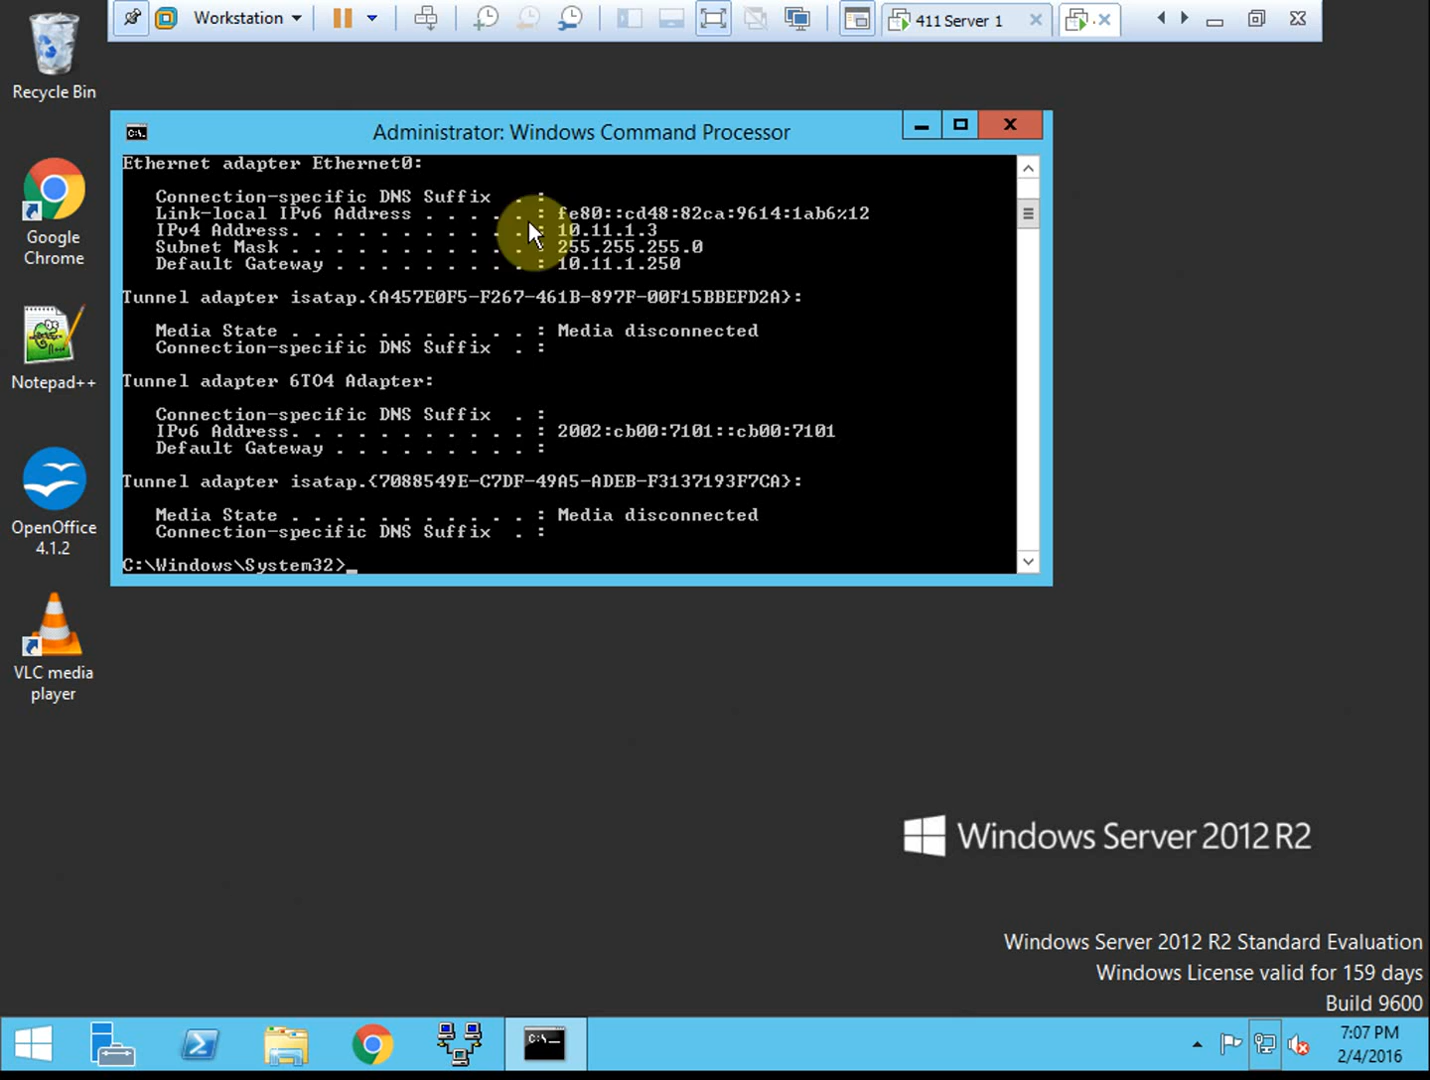 Workstation
411 Server 1
Recycle Bin
Google
Chrome
Notepad++
OpenOffice
4.1.2
VLC media
player
Administrator: Windows Command Processor
Ethernet adapter Ethernet0:
Connection-specific DNS Suffix . :
Link-local IPv6 Address . . . . . : fe80::cd48:82ca:9614:1ab6%12
IPv4 Address. . . . . . . . . . . : 10.11.1.3
Subnet Mask . . . . . . . . . . . : 255.255.255.0
Default Gateway . . . . . . . . . : 10.11.1.250
Tunnel adapter isatap.{A457E0F5-F267-461B-897F-00F15BBEFD2A}:
Media State . . . . . . . . . . . : Media disconnected
Connection-specific DNS Suffix . :
Tunnel adapter 6TO4 Adapter:
Connection-specific DNS Suffix . :
IPv6 Address. . . . . . . . . . . : 2002:cb00:7101::cb00:7101
Default Gateway . . . . . . . . . :
Tunnel adapter isatap.{7088549E-C7DF-49A5-ADEB-F3137193F7CA}:
Media State . . . . . . . . . . . : Media disconnected
Connection-specific DNS Suffix . :
C:\Windows\System32>_
Windows Server 2012 R2
Windows Server 2012 R2 Standard Evaluation
Windows License valid for 159 days
Build 9600
7:07 PM
2/4/2016